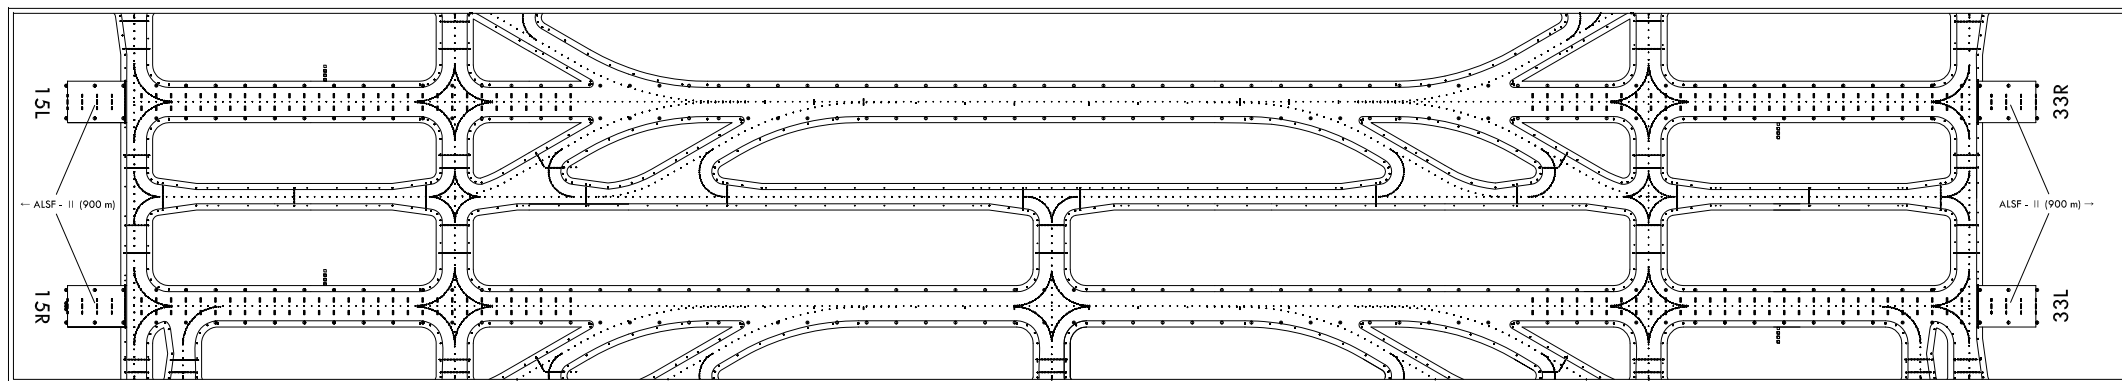 15L
33R
← ALSF - II (900 m)
ALSF - II (900 m) →
15R
33L